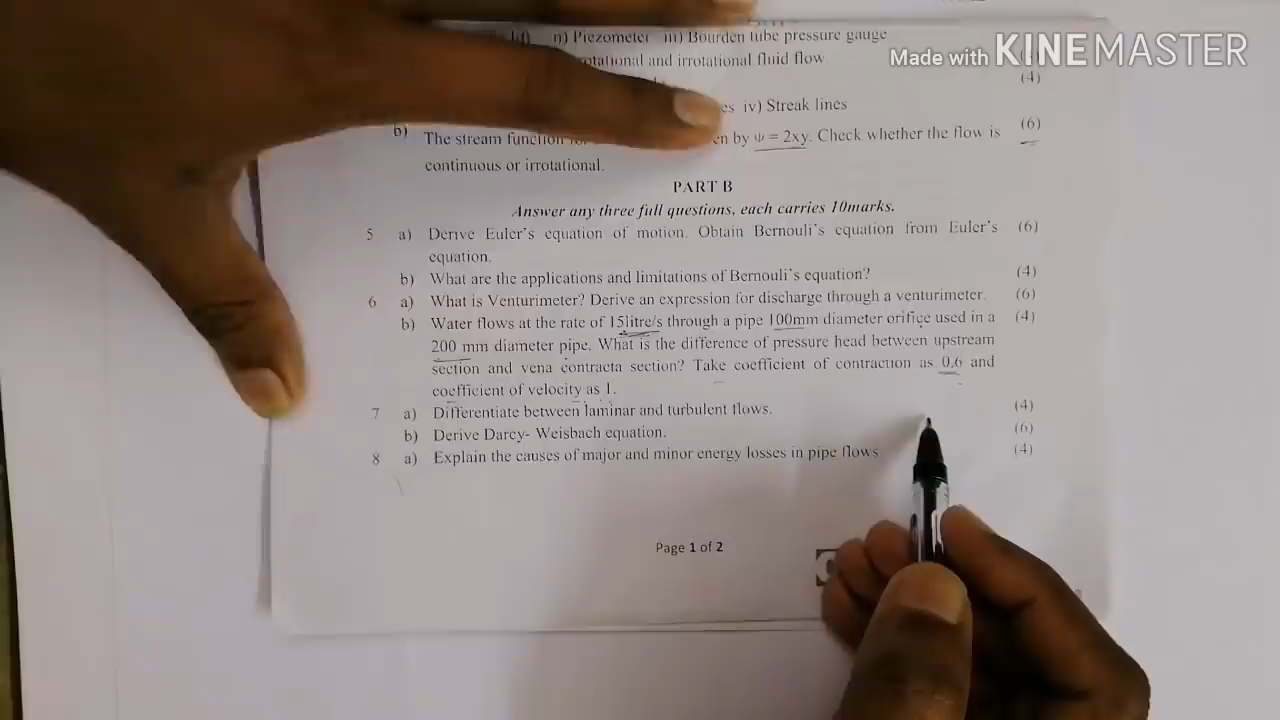 Made with KINEMASTER
n) Piezometer iii) Bourden tube pressure gauge
rotational and irrotational fluid flow
(4)
es iv) Streak lines
b) The stream function en by ψ = 2xy. Check whether the flow is (6)
continuous or irrotational.
PART B
Answer any three full questions, each carries 10marks.
5 a) Derive Euler's equation of motion. Obtain Bernouli's equation from Euler's (6)
equation.
b) What are the applications and limitations of Bernouli's equation? (4)
6 a) What is Venturimeter? Derive an expression for discharge through a venturimeter. (6)
b) Water flows at the rate of 15litre/s through a pipe 100mm diameter orifice used in a (4)
200 mm diameter pipe. What is the difference of pressure head between upstream
section and vena contracta section? Take coefficient of contraction as 0.6 and
coefficient of velocity as 1.
7 a) Differentiate between laminar and turbulent flows. (4)
b) Derive Darcy- Weisbach equation. (6)
8 a) Explain the causes of major and minor energy losses in pipe flows (4)
Page 1 of 2